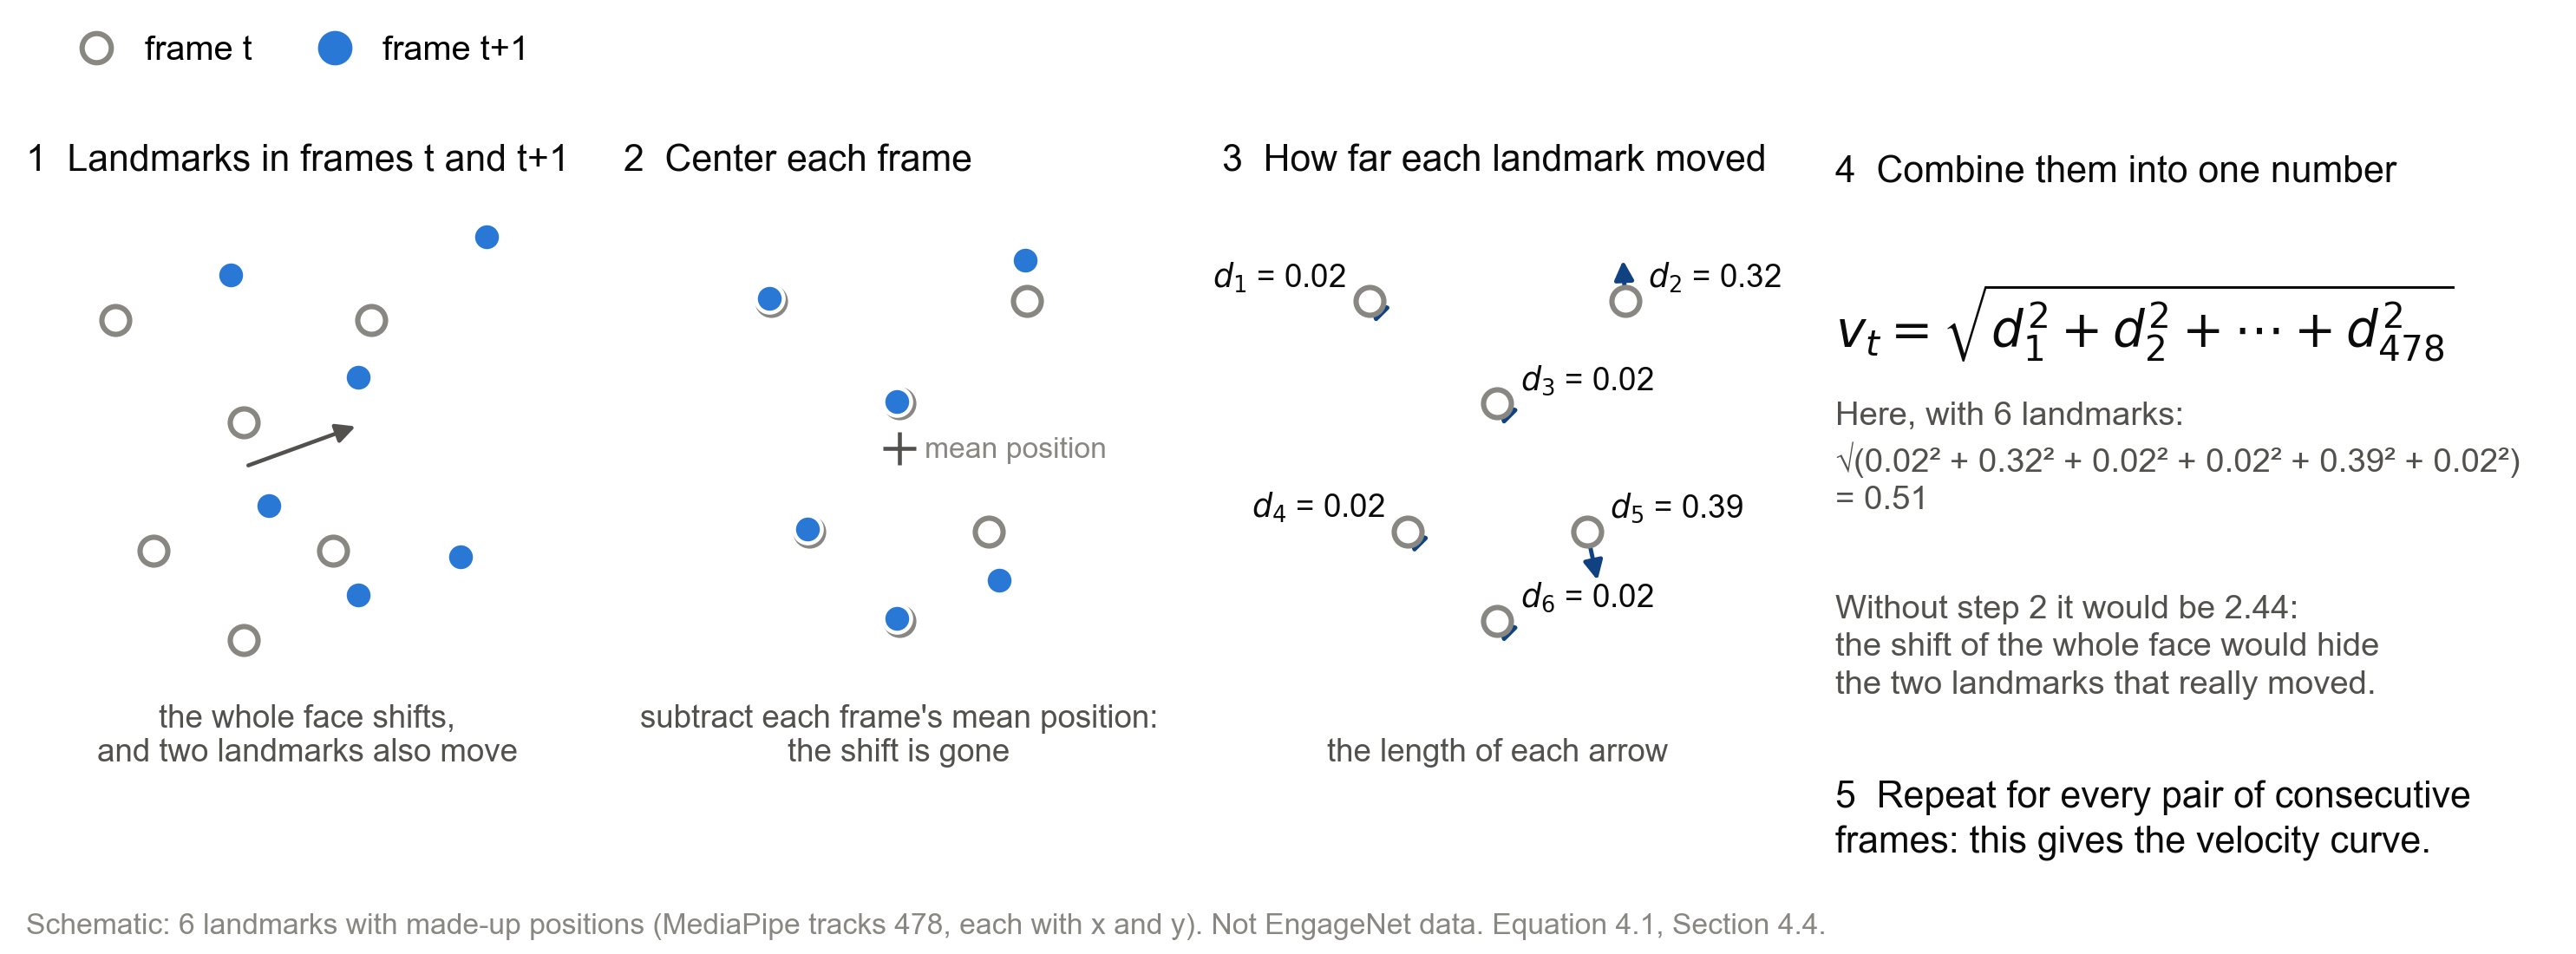 frame t
frame t+1
1 Landmarks in frames t and t+1
2 Center each frame
3 How far each landmark moved
4 Combine them into one number
d₁ = 0.02
d₂ = 0.32
d₃ = 0.02
mean position
d₄ = 0.02
d₅ = 0.39
d₆ = 0.02
the whole face shifts,
and two landmarks also move
subtract each frame's mean position:
the shift is gone
the length of each arrow
vₜ = √(d₁² + d₂² + ⋯ + d₄₇₈²)
Here, with 6 landmarks:
√(0.02² + 0.32² + 0.02² + 0.02² + 0.39² + 0.02²)
= 0.51
Without step 2 it would be 2.44:
the shift of the whole face would hide
the two landmarks that really moved.
5 Repeat for every pair of consecutive
frames: this gives the velocity curve.
Schematic: 6 landmarks with made-up positions (MediaPipe tracks 478, each with x and y). Not EngageNet data. Equation 4.1, Section 4.4.